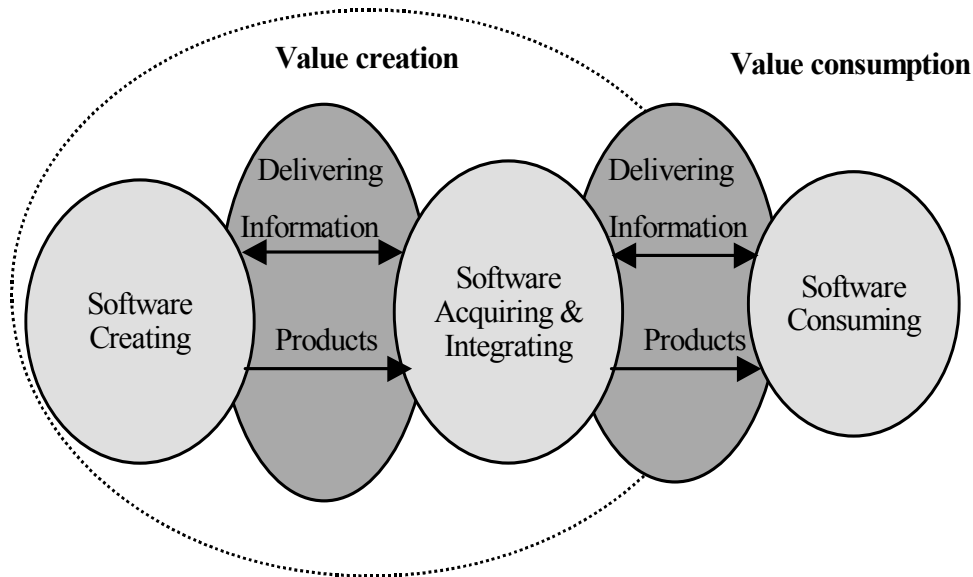 Value creation
Value consumption
Delivering
Information
Products
Delivering
Information
Products
Software
Creating
Software
Acquiring &
Integrating
Software
Consuming